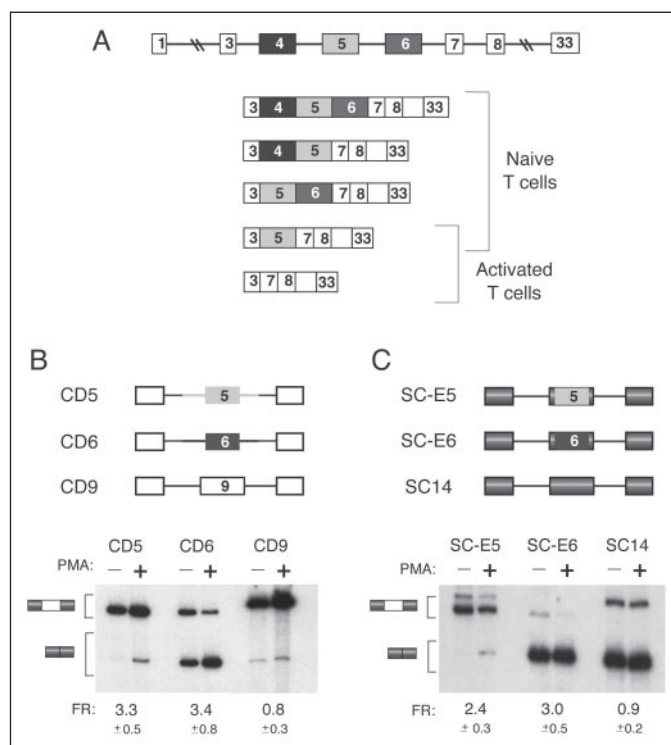 A
1 3 4 5 6 7 8 33
3 4 5 6 7 8 33
3 4 5 7 8 33
3 5 6 7 8 33
3 5 7 8 33
3 7 8 33
Naive
T cells
Activated
T cells
B
CD5 5
CD6 6
CD9 9
CD5 CD6 CD9
PMA: – + – + – +
FR: 3.3 3.4 0.8
±0.5 ±0.8 ±0.3
C
SC-E5 5
SC-E6 6
SC14
SC-E5 SC-E6 SC14
PMA: – + – + – +
FR: 2.4 3.0 0.9
± 0.3 ±0.5 ±0.2